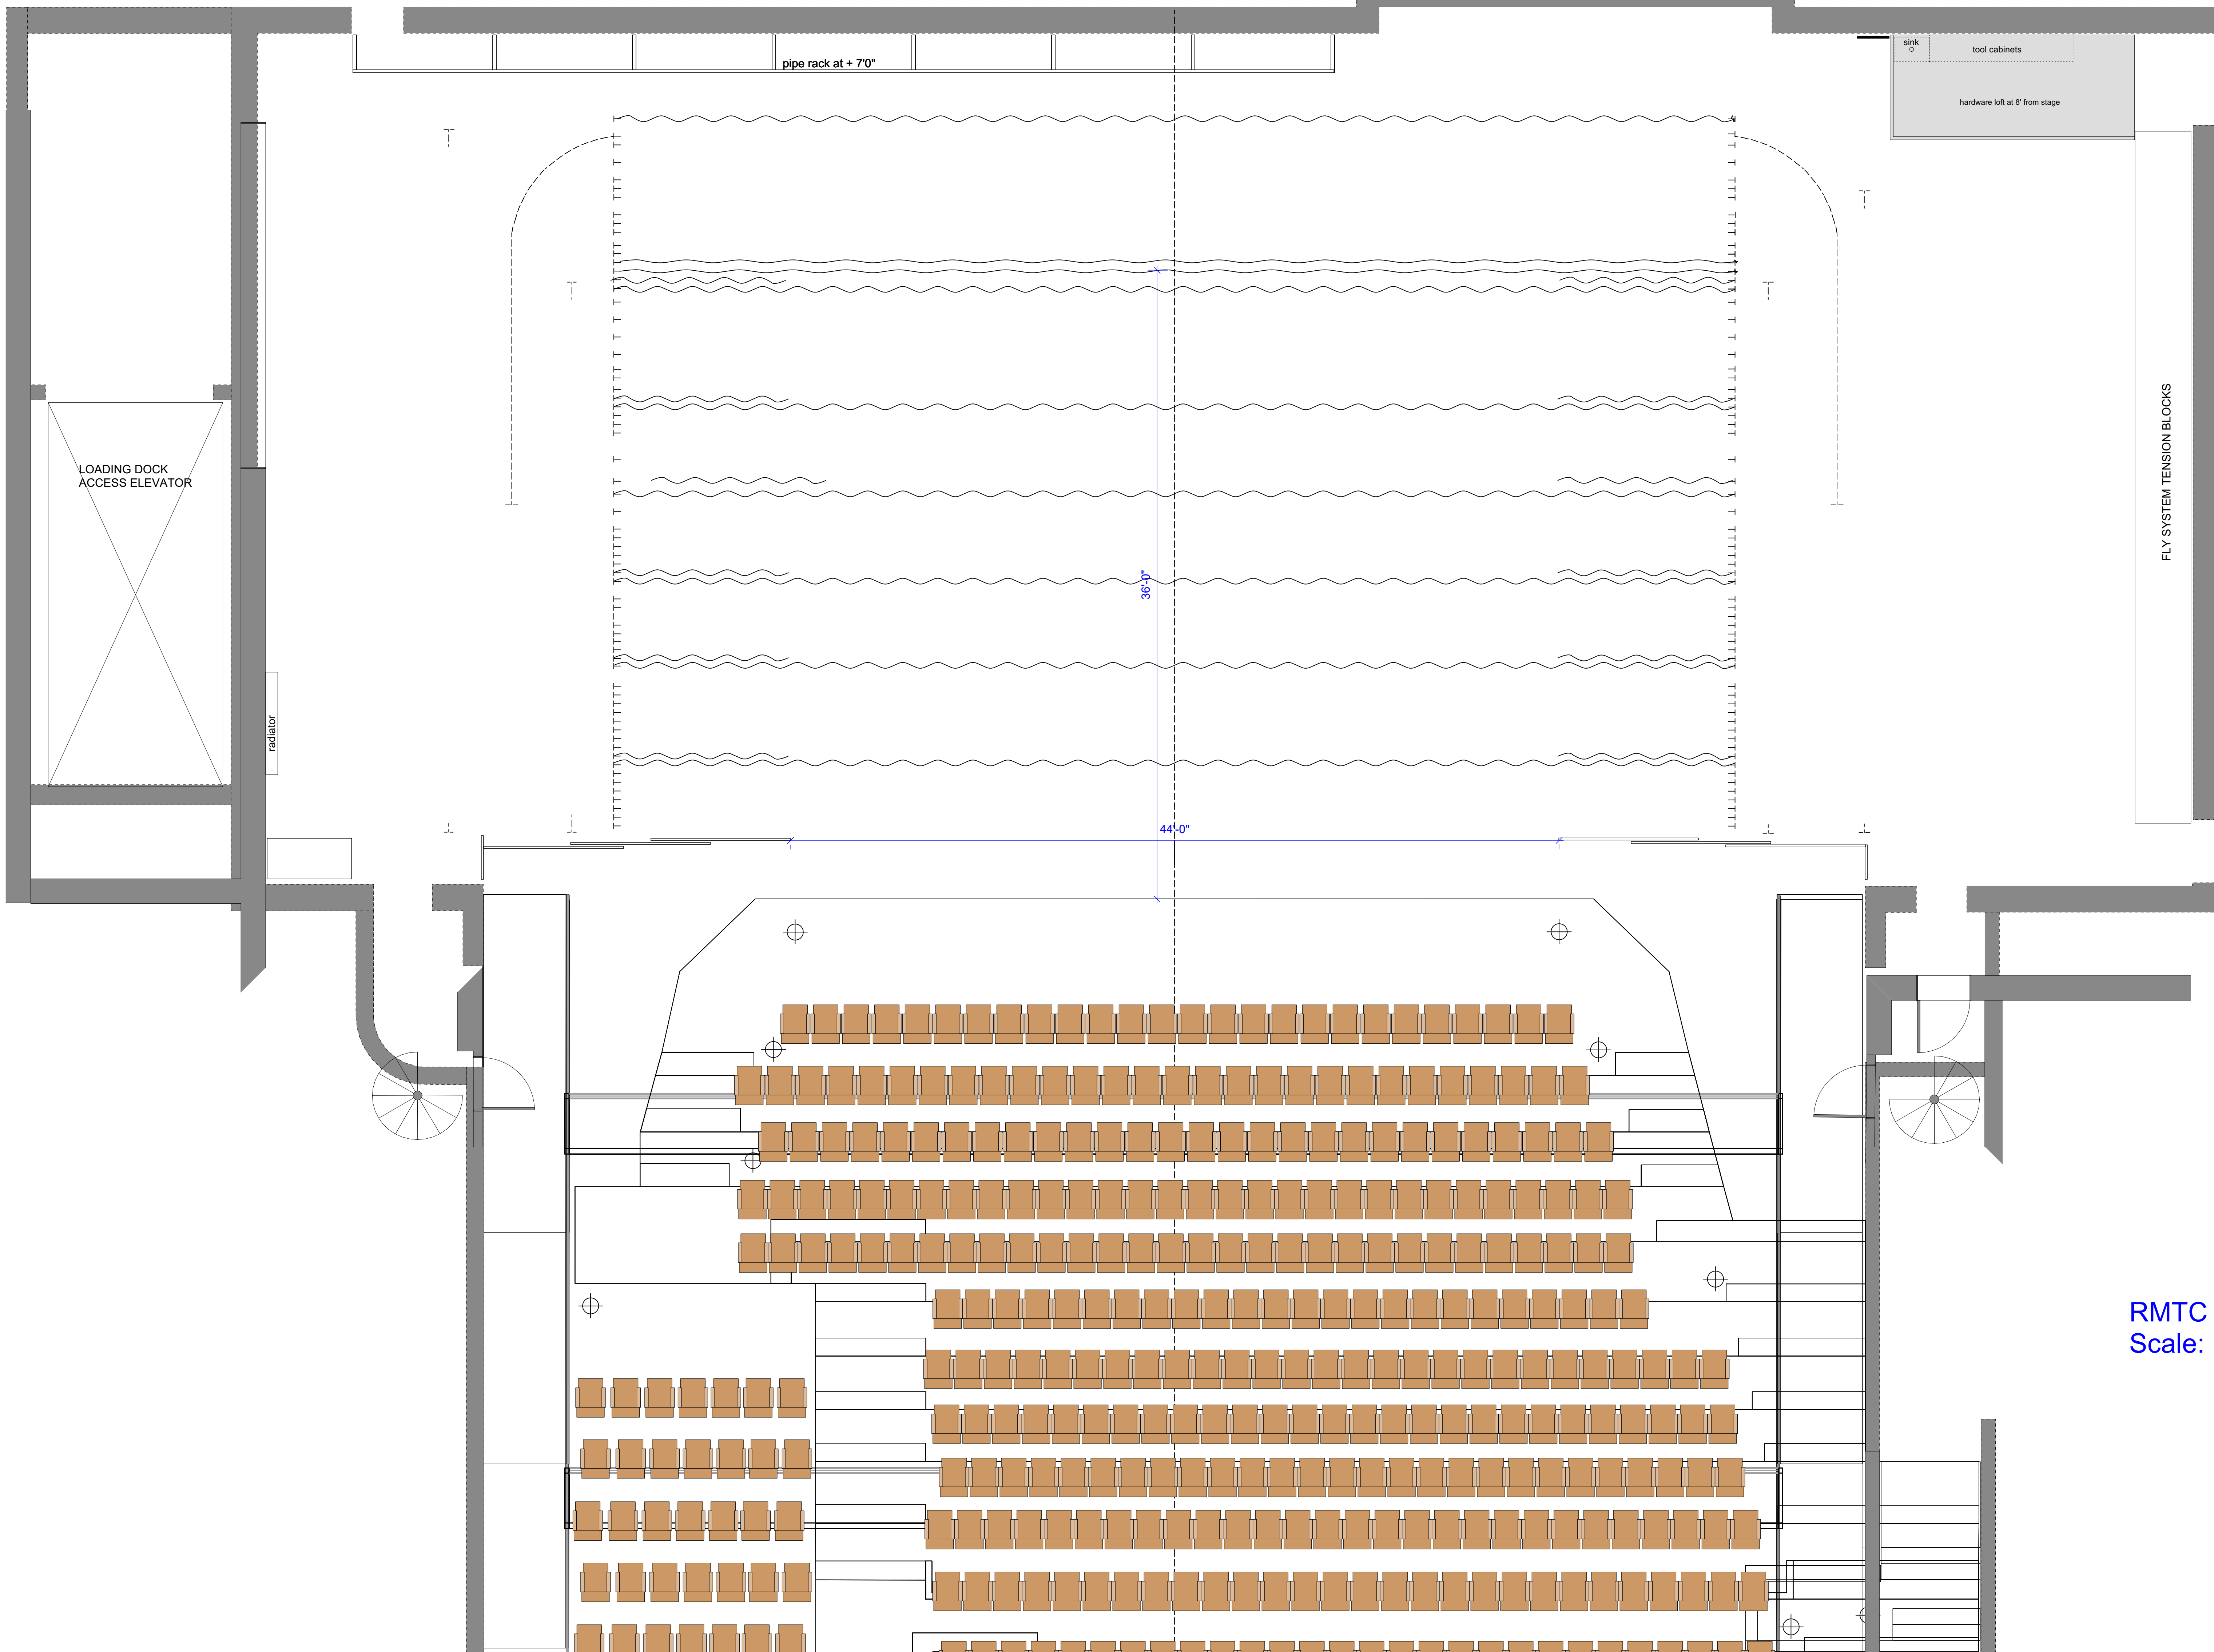 sink
tool cabinets
pipe rack at + 7'0"
hardware loft at 8' from stage
LOADING DOCK
ACCESS ELEVATOR
FLY SYSTEM TENSION BLOCKS
36'-0"
radiator
44'-0"
RMTC
Scale: